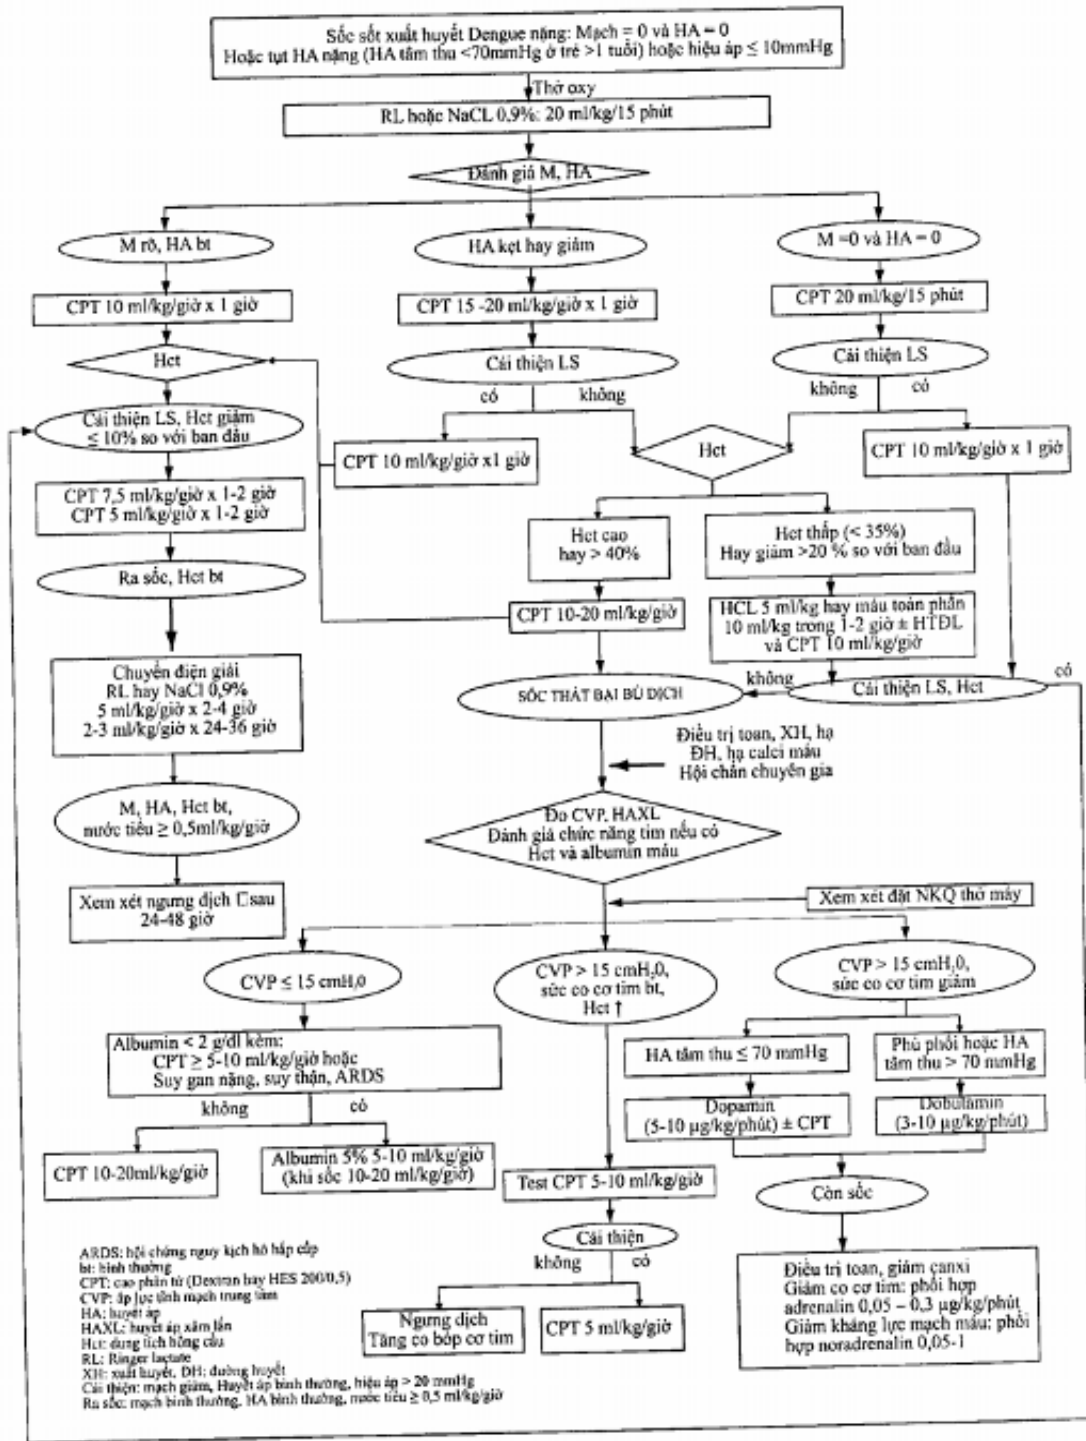 Sốc sốt xuất huyết Dengue nặng: Mạch = 0 và HA = 0
Hoặc tụt HA nặng (HA tâm thu <70mmHg ở trẻ >1 tuổi) hoặc hiệu áp ≤ 10mmHg
Thở oxy
RL hoặc NaCL 0,9%: 20 ml/kg/15 phút
Đánh giá M, HA
M rõ, HA bt
HA kẹt hay giảm
M =0 và HA = 0
CPT 10 ml/kg/giờ x 1 giờ
CPT 15 -20 ml/kg/giờ x 1 giờ
CPT 20 ml/kg/15 phút
Hct
Cải thiện LS
Cải thiện LS
có
không
không
có
Cải thiện LS, Hct giảm
≤ 10% so với ban đầu
CPT 10 ml/kg/giờ x1 giờ
Hct
CPT 10 ml/kg/giờ x 1 giờ
CPT 7,5 ml/kg/giờ x 1-2 giờ
CPT 5 ml/kg/giờ x 1-2 giờ
Hct cao
hay > 40%
Hct thấp (< 35%)
Hay giảm >20 % so với ban đầu
Ra sốc, Hct bt
CPT 10-20 ml/kg/giờ
HCL 5 ml/kg hay máu toàn phần
10 ml/kg trong 1-2 giờ ± HTĐL
và CPT 10 ml/kg/giờ
Chuyển điện giải
RL hay NaCl 0,9%
5 ml/kg/giờ x 2-4 giờ
2-3 ml/kg/giờ x 24-36 giờ
SỐC THẤT BẠI BÙ DỊCH
không
Cải thiện LS, Hct
có
Điều trị toan, XH, hạ
ĐH, hạ calci máu
Hội chẩn chuyên gia
M, HA, Hct bt,
nước tiểu ≥ 0,5ml/kg/giờ
Đo CVP, HAXL
Đánh giá chức năng tim nếu có
Hct và albumin máu
Xem xét ngưng dịch □sau
24-48 giờ
Xem xét đặt NKQ thở máy
CVP ≤ 15 cmH₂0
CVP > 15 cmH₂0,
sức co cơ tim bt,
Hct ↑
CVP > 15 cmH₂0,
sức co cơ tim giảm
Albumin < 2 g/dl kèm:
CPT ≥ 5-10 ml/kg/giờ hoặc
Suy gan nặng, suy thận, ARDS
HA tâm thu ≤ 70 mmHg
Phù phổi hoặc HA
tâm thu > 70 mmHg
không
có
Dopamin
(5-10 µg/kg/phút) ± CPT
Dobutamin
(3-10 µg/kg/phút)
CPT 10-20ml/kg/giờ
Albumin 5% 5-10 ml/kg/giờ
(khi sốc 10-20 ml/kg/giờ)
Test CPT 5-10 ml/kg/giờ
Còn sốc
Cải thiện
không
có
Ngưng dịch
Tăng co bóp cơ tim
CPT 5 ml/kg/giờ
Điều trị toan, giảm canxi
Giảm co cơ tim: phối hợp
adrenalin 0,05 – 0,3 µg/kg/phút
Giảm kháng lực mạch máu: phối
hợp noradrenalin 0,05-1
ARDS: hội chứng nguy kịch hô hấp cấp
bt: bình thường
CPT: cao phân tử (Dextran hay HES 200/0,5)
CVP: áp lực tĩnh mạch trung tâm
HA: huyết áp
HAXL: huyết áp xâm lấn
Hct: dung tích hồng cầu
RL: Ringer lactate
XH: xuất huyết, ĐH: đường huyết
Cải thiện: mạch giảm, Huyết áp bình thường, hiệu áp > 20 mmHg
Ra sốc: mạch bình thường, HA bình thường, nước tiểu ≥ 0,5 ml/kg/giờ